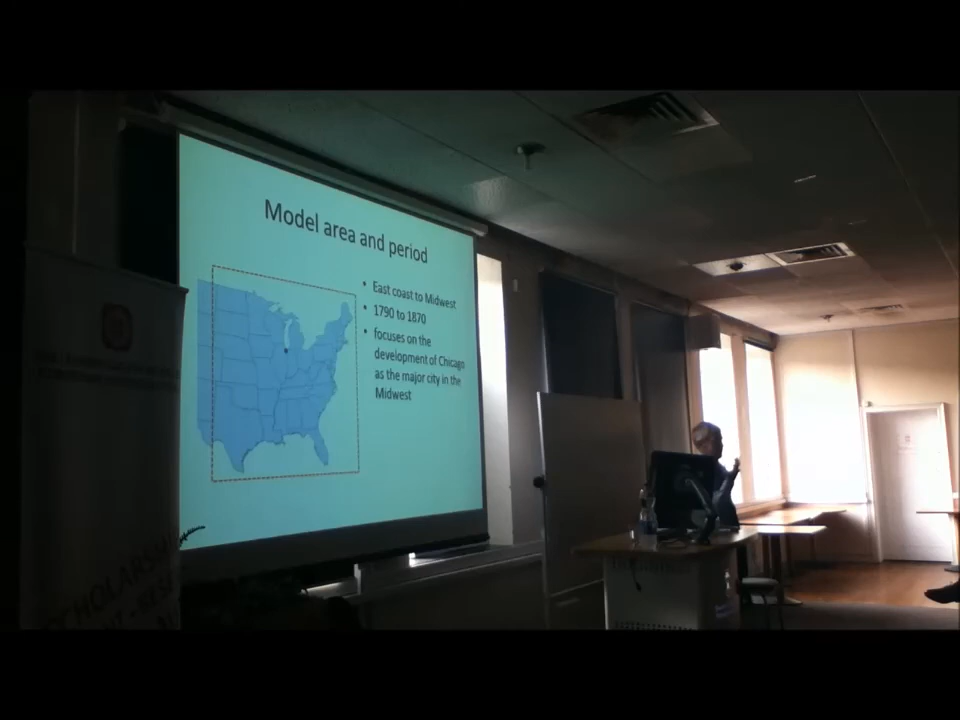 Model area and period
• East coast to Midwest
• 1790 to 1870
• focuses on the
development of Chicago
as the major city in the
Midwest